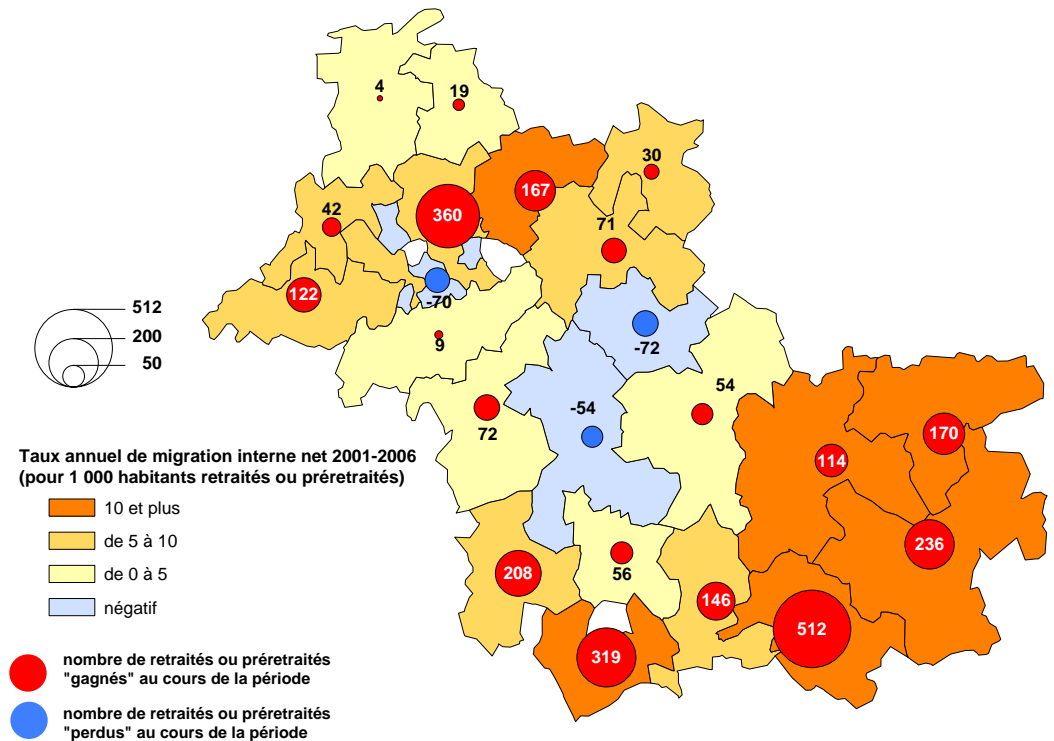 4
19
30
42
360
167
71
122
-70
9
-72
512
200
50
54
-54
72
170
114
Taux annuel de migration interne net 2001-2006
(pour 1 000 habitants retraités ou préretraités)
10 et plus
de 5 à 10
de 0 à 5
négatif
236
208
56
146
512
319
nombre de retraités ou préretraités
"gagnés" au cours de la période
nombre de retraités ou préretraités
"perdus" au cours de la période